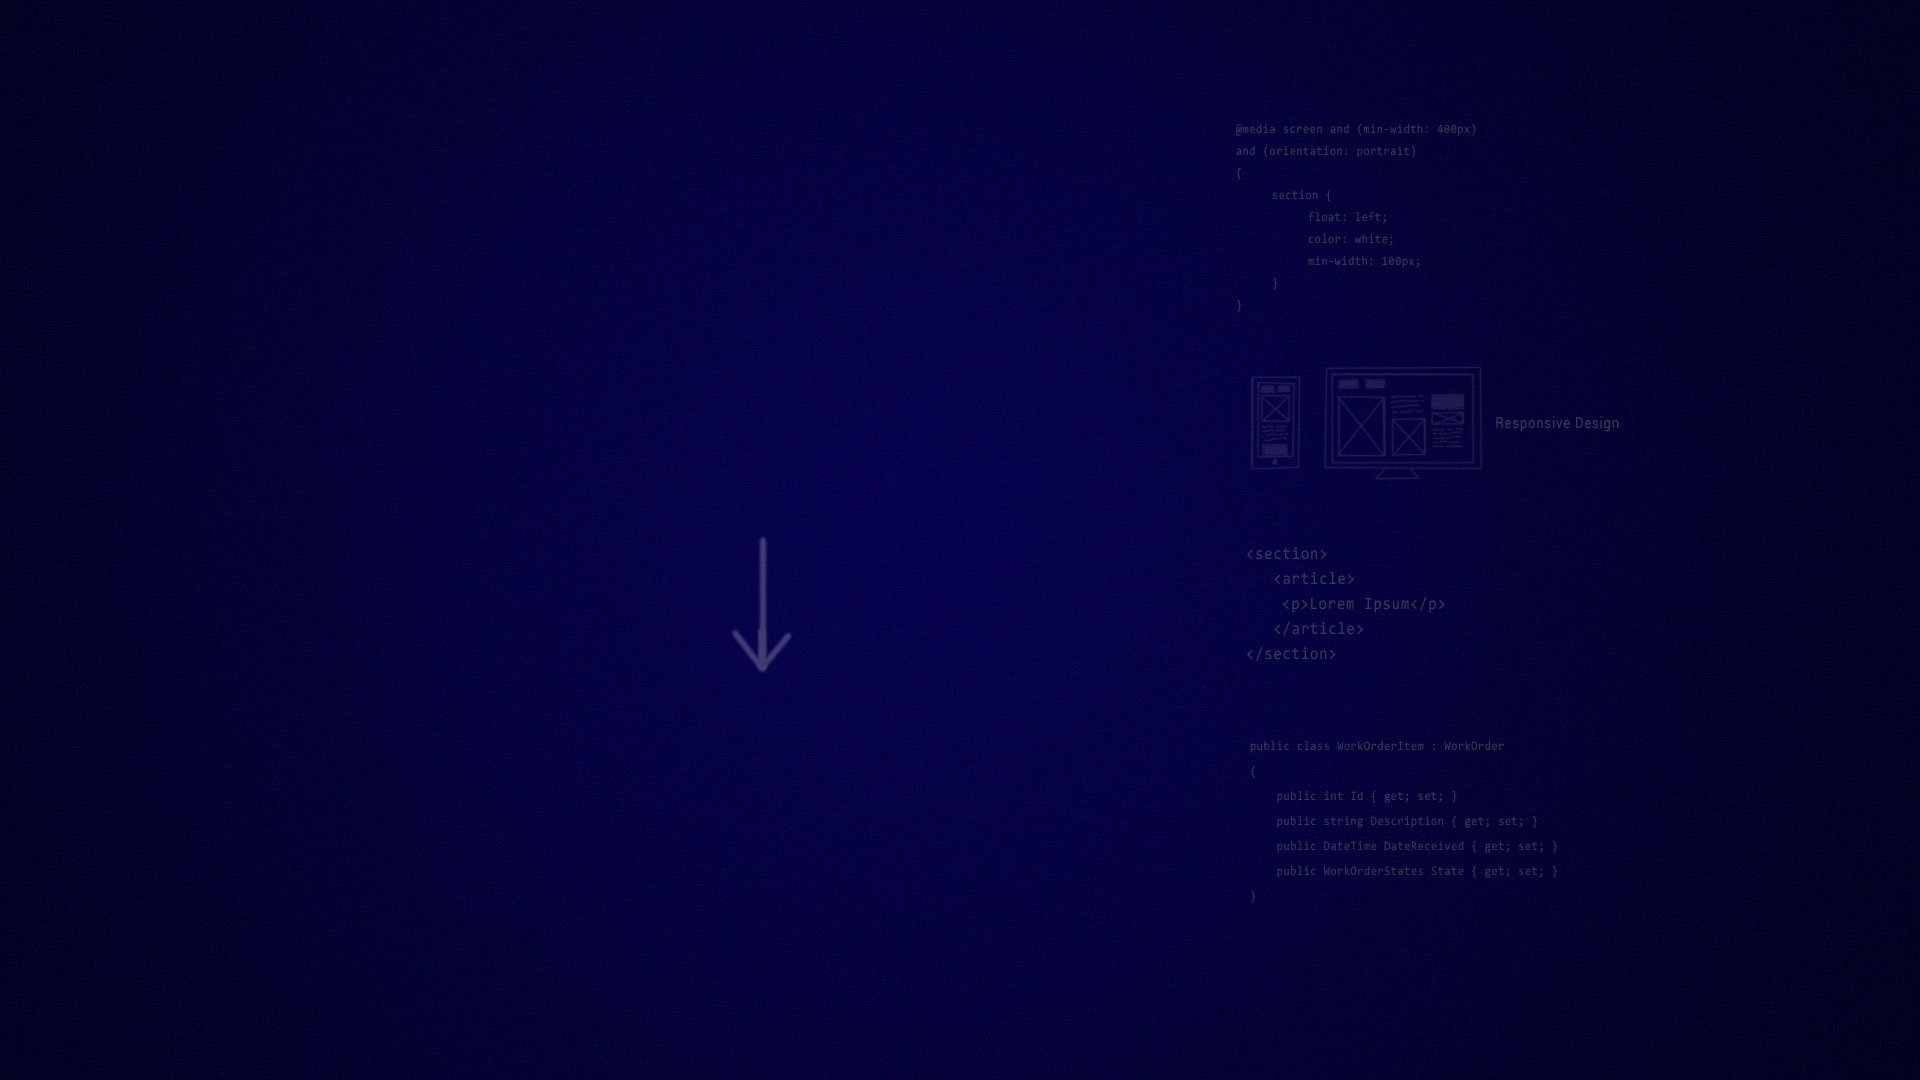 @media screen and (min-width: 400px)
and (orientation: portrait)
{
section {
float: left;
color: white;
min-width: 100px;
}
}
Responsive Design
<section>
<article>
<p>Lorem Ipsum</p>
</article>
</section>
public class WorkOrderItem : WorkOrder
{
public int Id { get; set; }
public string Description { get; set; }
public DateTime DateReceived { get; set; }
public WorkOrderStates State { get; set; }
}